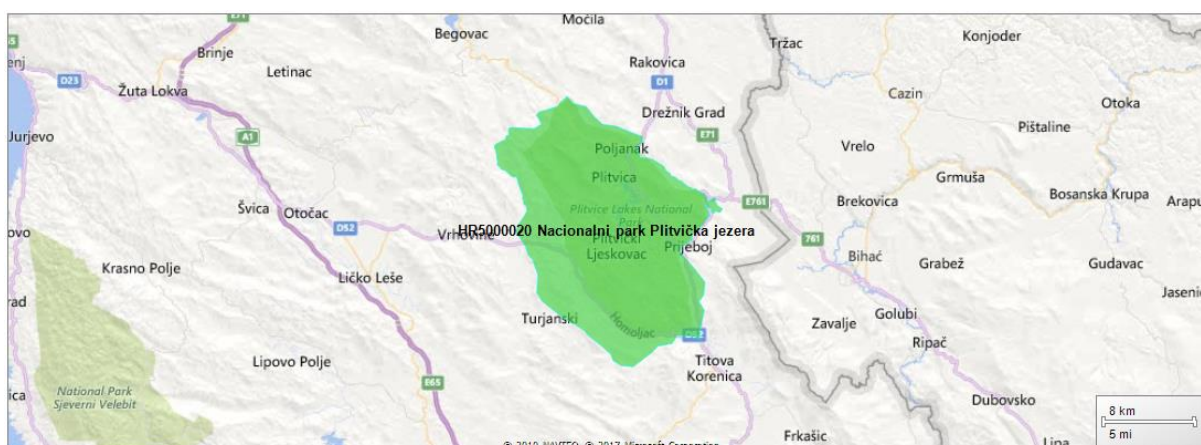 E71
Močila
Begovac
Konjoder
Tržac
Brinje
Rakovica
Letinac
D23
D1
Cazin
Žuta Lokva
Otoka
Drežnik Grad
Jurjevo
A1
E71
Pištaline
Poljanak
Vrelo
Plitvica
Grmuša
Bosanska Krupa
Brekovica
E761
Švica
Otočac
Plitvice Lakes National
Park
D52
Vrhovine
HR5000020 Nacionalni park Plitvička jezera
761
Plitvički
Ljeskovac
Prijeboj
Bihać
Grabež
Gudavac
Krasno Polje
Ličko Leše
Golubi
Turjanski
Homoljac
Zavalje
D52
Ripač
Lipovo Polje
Titova
Korenica
E65
National Park
Sjeverni Velebit
Dubovsko
8 km
5 mi
Frkašić